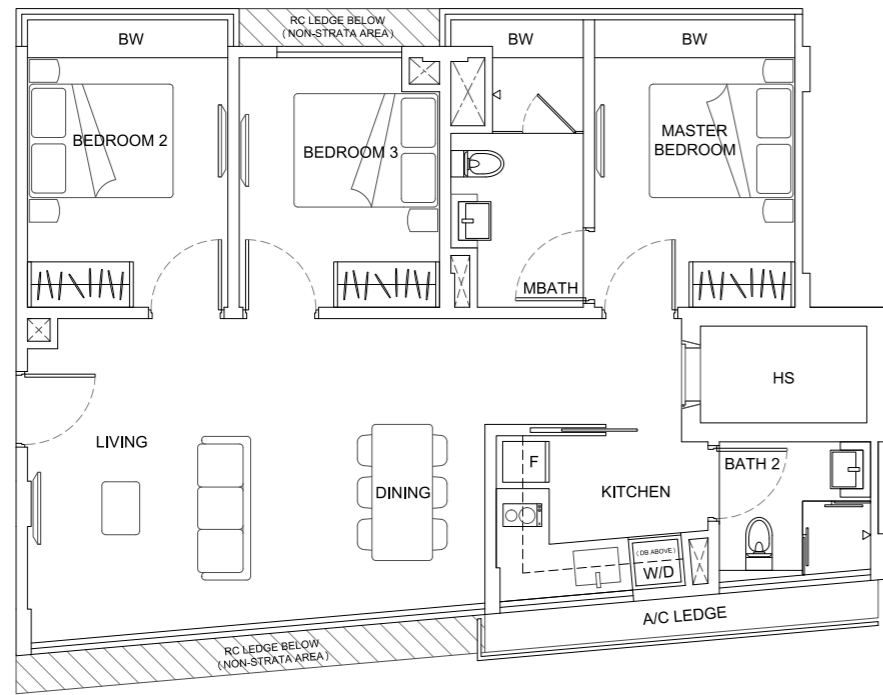 RC LEDGE BELOW
( NON-STRATA AREA )
BW
BW
BW
BEDROOM 2
BEDROOM 3
MASTER
BEDROOM
MBATH
HS
LIVING
DINING
F
KITCHEN
BATH 2
( DB ABOVE )
W/D
A/C LEDGE
RC LEDGE BELOW
( NON-STRATA AREA )